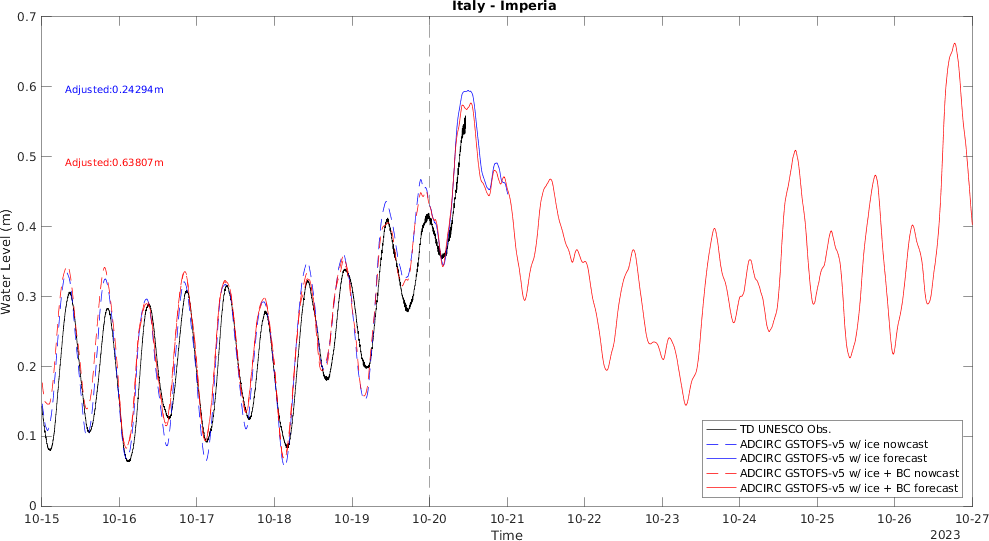 Italy - Imperia
0.7
0.6
0.5
0.4
0.3
0.2
0.1
0
Water Level (m)
Adjusted:0.24294m
Adjusted:0.63807m
TD UNESCO Obs.
ADCIRC GSTOFS-v5 w/ ice nowcast
ADCIRC GSTOFS-v5 w/ ice forecast
ADCIRC GSTOFS-v5 w/ ice + BC nowcast
ADCIRC GSTOFS-v5 w/ ice + BC forecast
10-15 10-16 10-17 10-18 10-19 10-20 10-21 10-22 10-23 10-24 10-25 10-26 10-27
Time
2023